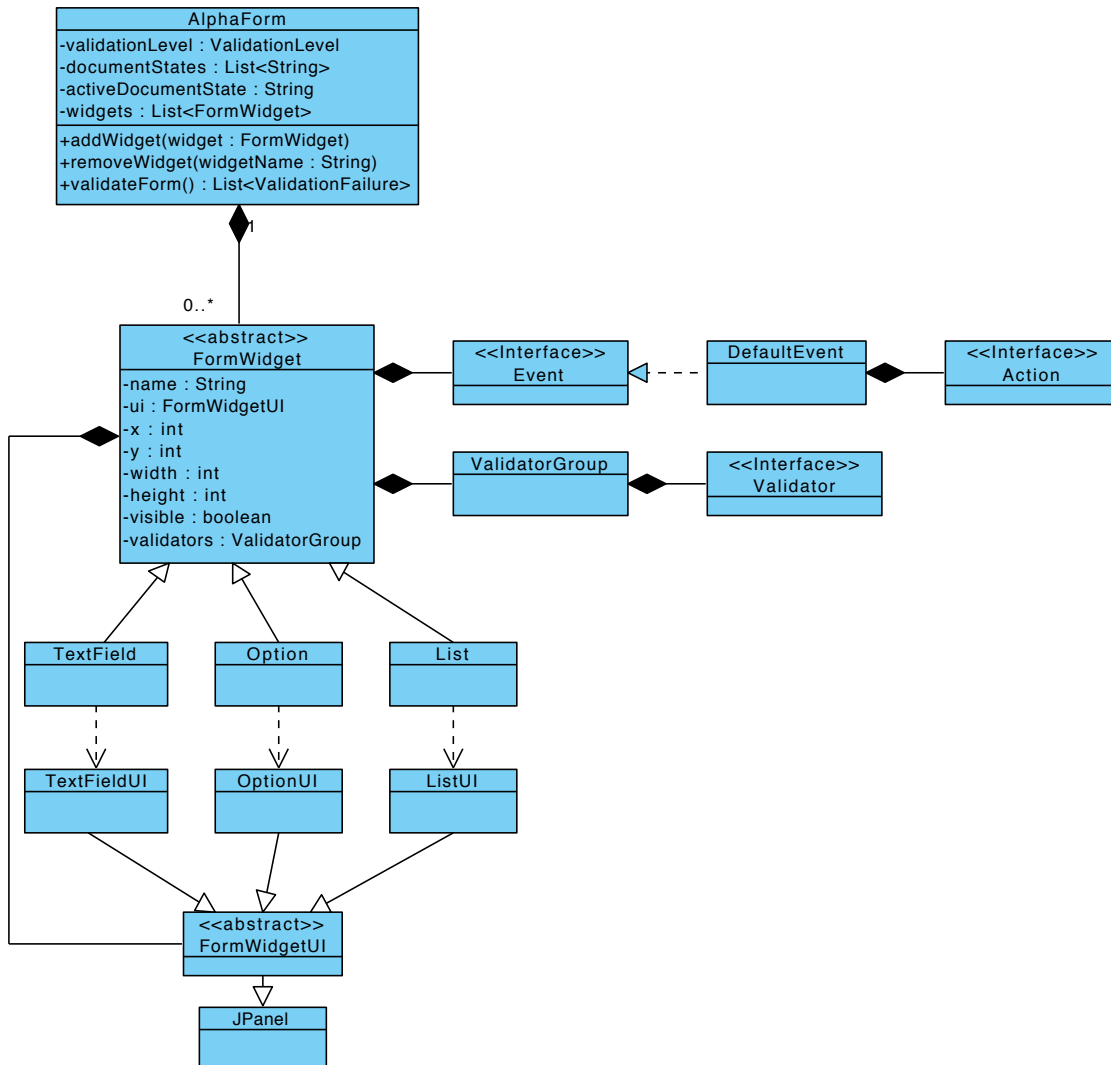 AlphaForm
-validationLevel : ValidationLevel
-documentStates : List<String>
-activeDocumentState : String
-widgets : List<FormWidget>
+addWidget(widget : FormWidget)
+removeWidget(widgetName : String)
+validateForm() : List<ValidationFailure>
1
0..*
<<abstract>>
FormWidget
-name : String
-ui : FormWidgetUI
-x : int
-y : int
-width : int
-height : int
-visible : boolean
-validators : ValidatorGroup
<<Interface>>
Event
DefaultEvent
<<Interface>>
Action
ValidatorGroup
<<Interface>>
Validator
TextField
Option
List
TextFieldUI
OptionUI
ListUI
<<abstract>>
FormWidgetUI
JPanel